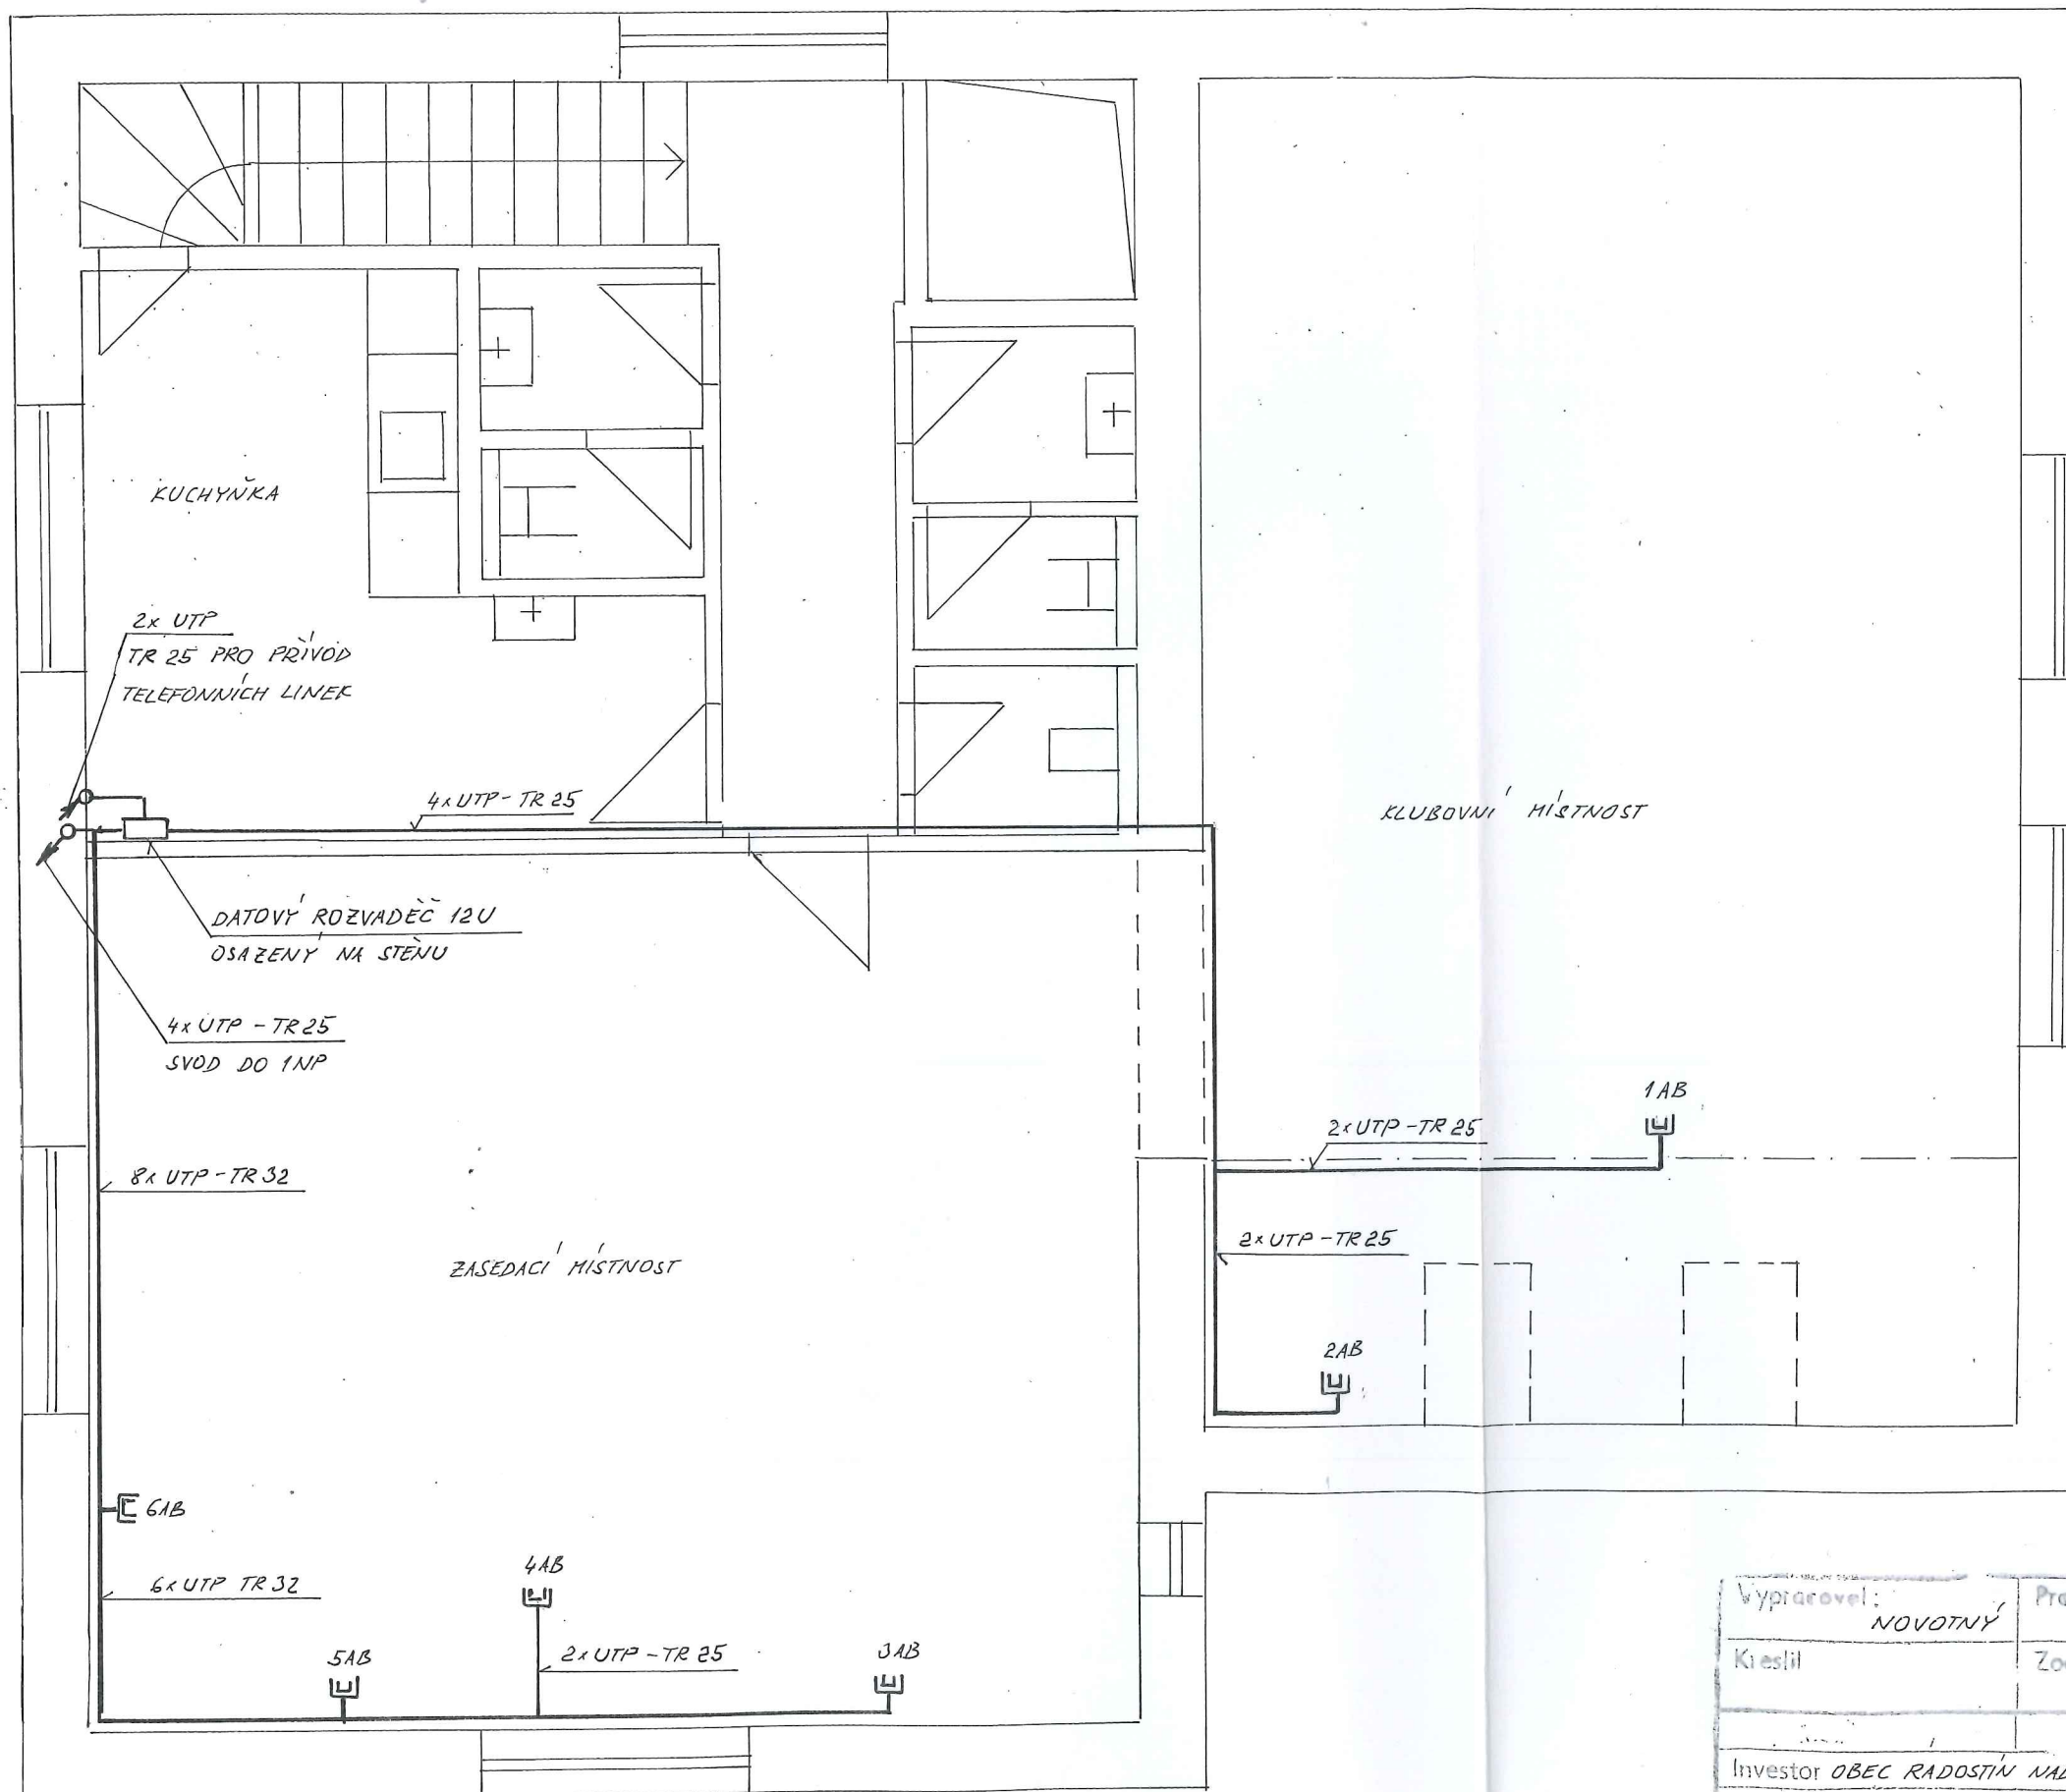 KUCHYŇKA
2x UTP
TR 25 PRO PŘÍVOD
TELEFONNÍCH LINEK
4x UTP - TR 25
KLUBOVNÍ MÍSTNOST
DATOVÝ ROZVADĚČ 12U
OSAZENÝ NA STĚNU
4x UTP - TR 25
SVOD DO 1NP
1AB
2x UTP - TR 25
8x UTP - TR 32
2x UTP - TR 25
ZASEDACÍ MÍSTNOST
2AB
6AB
4AB
6x UTP TR 32
5AB
2x UTP - TR 25
3AB
Vypracoval:
NOVOTNÝ
Kreslil
Investor OBEC RADOSTÍN